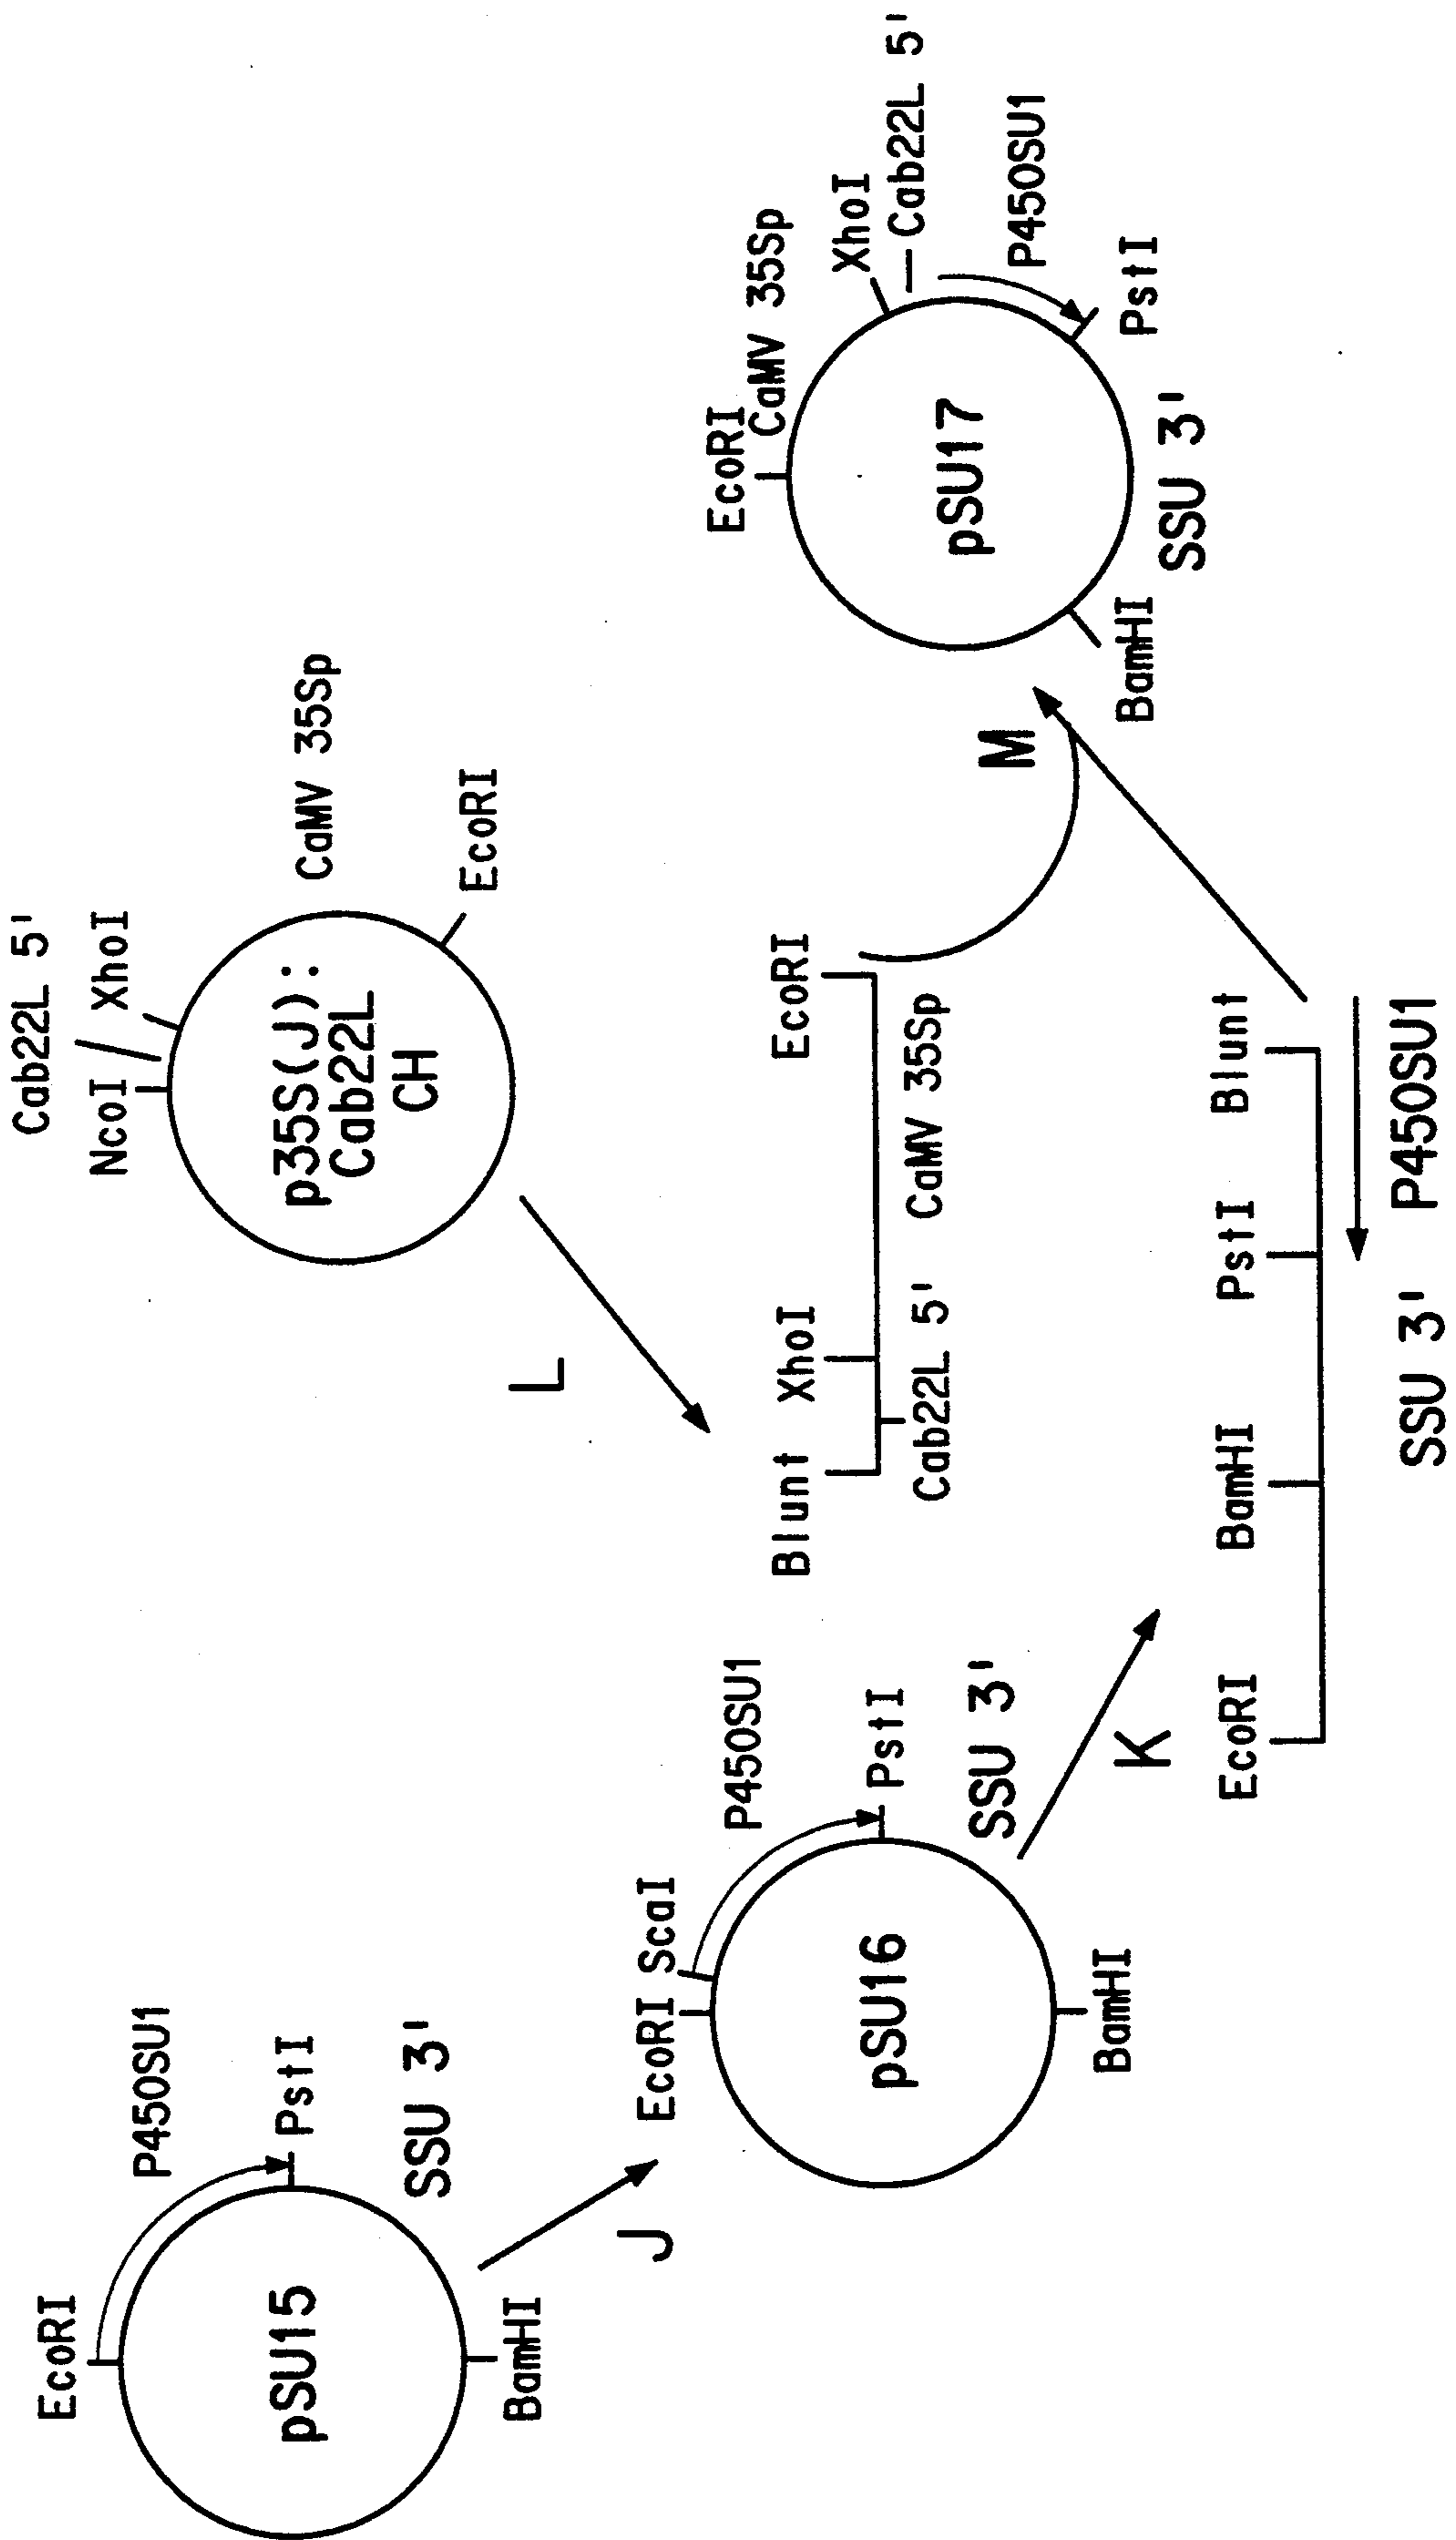 EcoRI
P450SU1
pSU15
PstI
SSU 3'
BamHI
J
EcoRI ScaI
P450SU1
pSU16
PstI
SSU 3'
BamHI
K
Cab22L 5'
NcoI XhoI
p35S(J):
Cab22L
CH
CaMV 35Sp
EcoRI
L
Blunt XhoI EcoRI
Cab22L 5' CaMV 35Sp
EcoRI BamHI PstI Blunt
SSU 3' P450SU1
M
EcoRI
CaMV 35Sp
XhoI
Cab22L 5'
pSU17
P450SU1
PstI
SSU 3'
BamHI